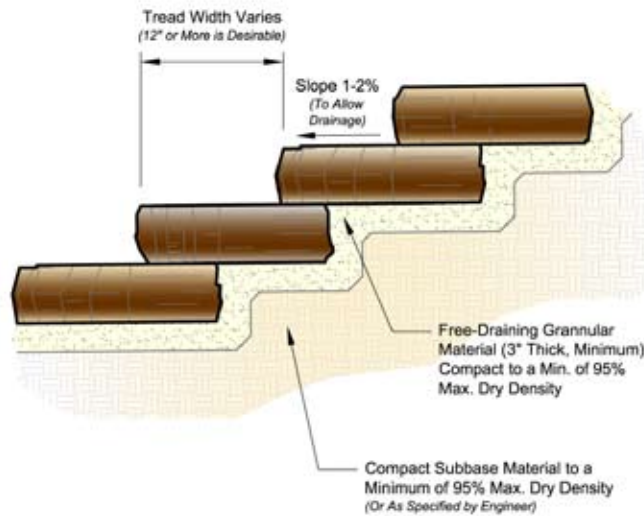 Tread Width Varies
(12" or More is Desirable)
Slope 1-2%
(To Allow
Drainage)
Free-Draining Grannular
Material (3" Thick, Minimum)
Compact to a Min. of 95%
Max. Dry Density
Compact Subbase Material to a
Minimum of 95% Max. Dry Density
(Or As Specified by Engineer)